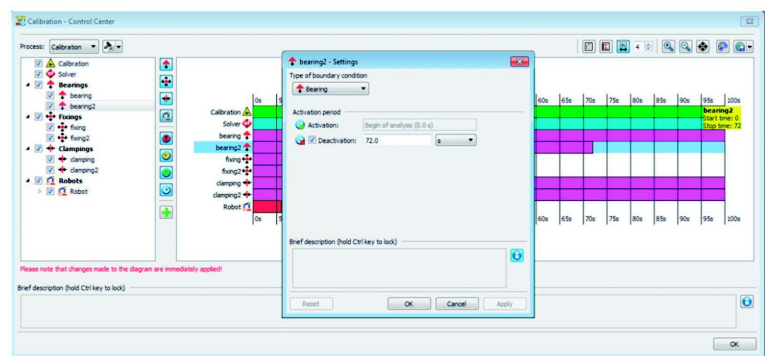 Calibration - Control Center
Process: Calibration
4
Calibration
Solver
Bearings
bearing
bearing2
Fixings
fixing
fixing2
Clampings
clamping
clamping2
Robots
Robot
0s
60s 65s 70s 75s 80s 85s 90s 95s 100s
Calibration
Solver
bearing
bearing2
fixing
fixing2
clamping
clamping2
Robot
bearing2
Start time: 0
Stop time: 72
0s
60s 65s 70s 75s 80s 85s 90s 95s 100s
bearing2 - Settings
Type of boundary condition
Bearing
Activation period
Activation: Begin of analysis (0.0 s)
Deactivation: 72.0 s
Brief description (hold Ctrl key to lock)
Reset OK Cancel Apply
Please note that changes made to the diagram are immediately applied!
Brief description (hold Ctrl key to lock)
OK